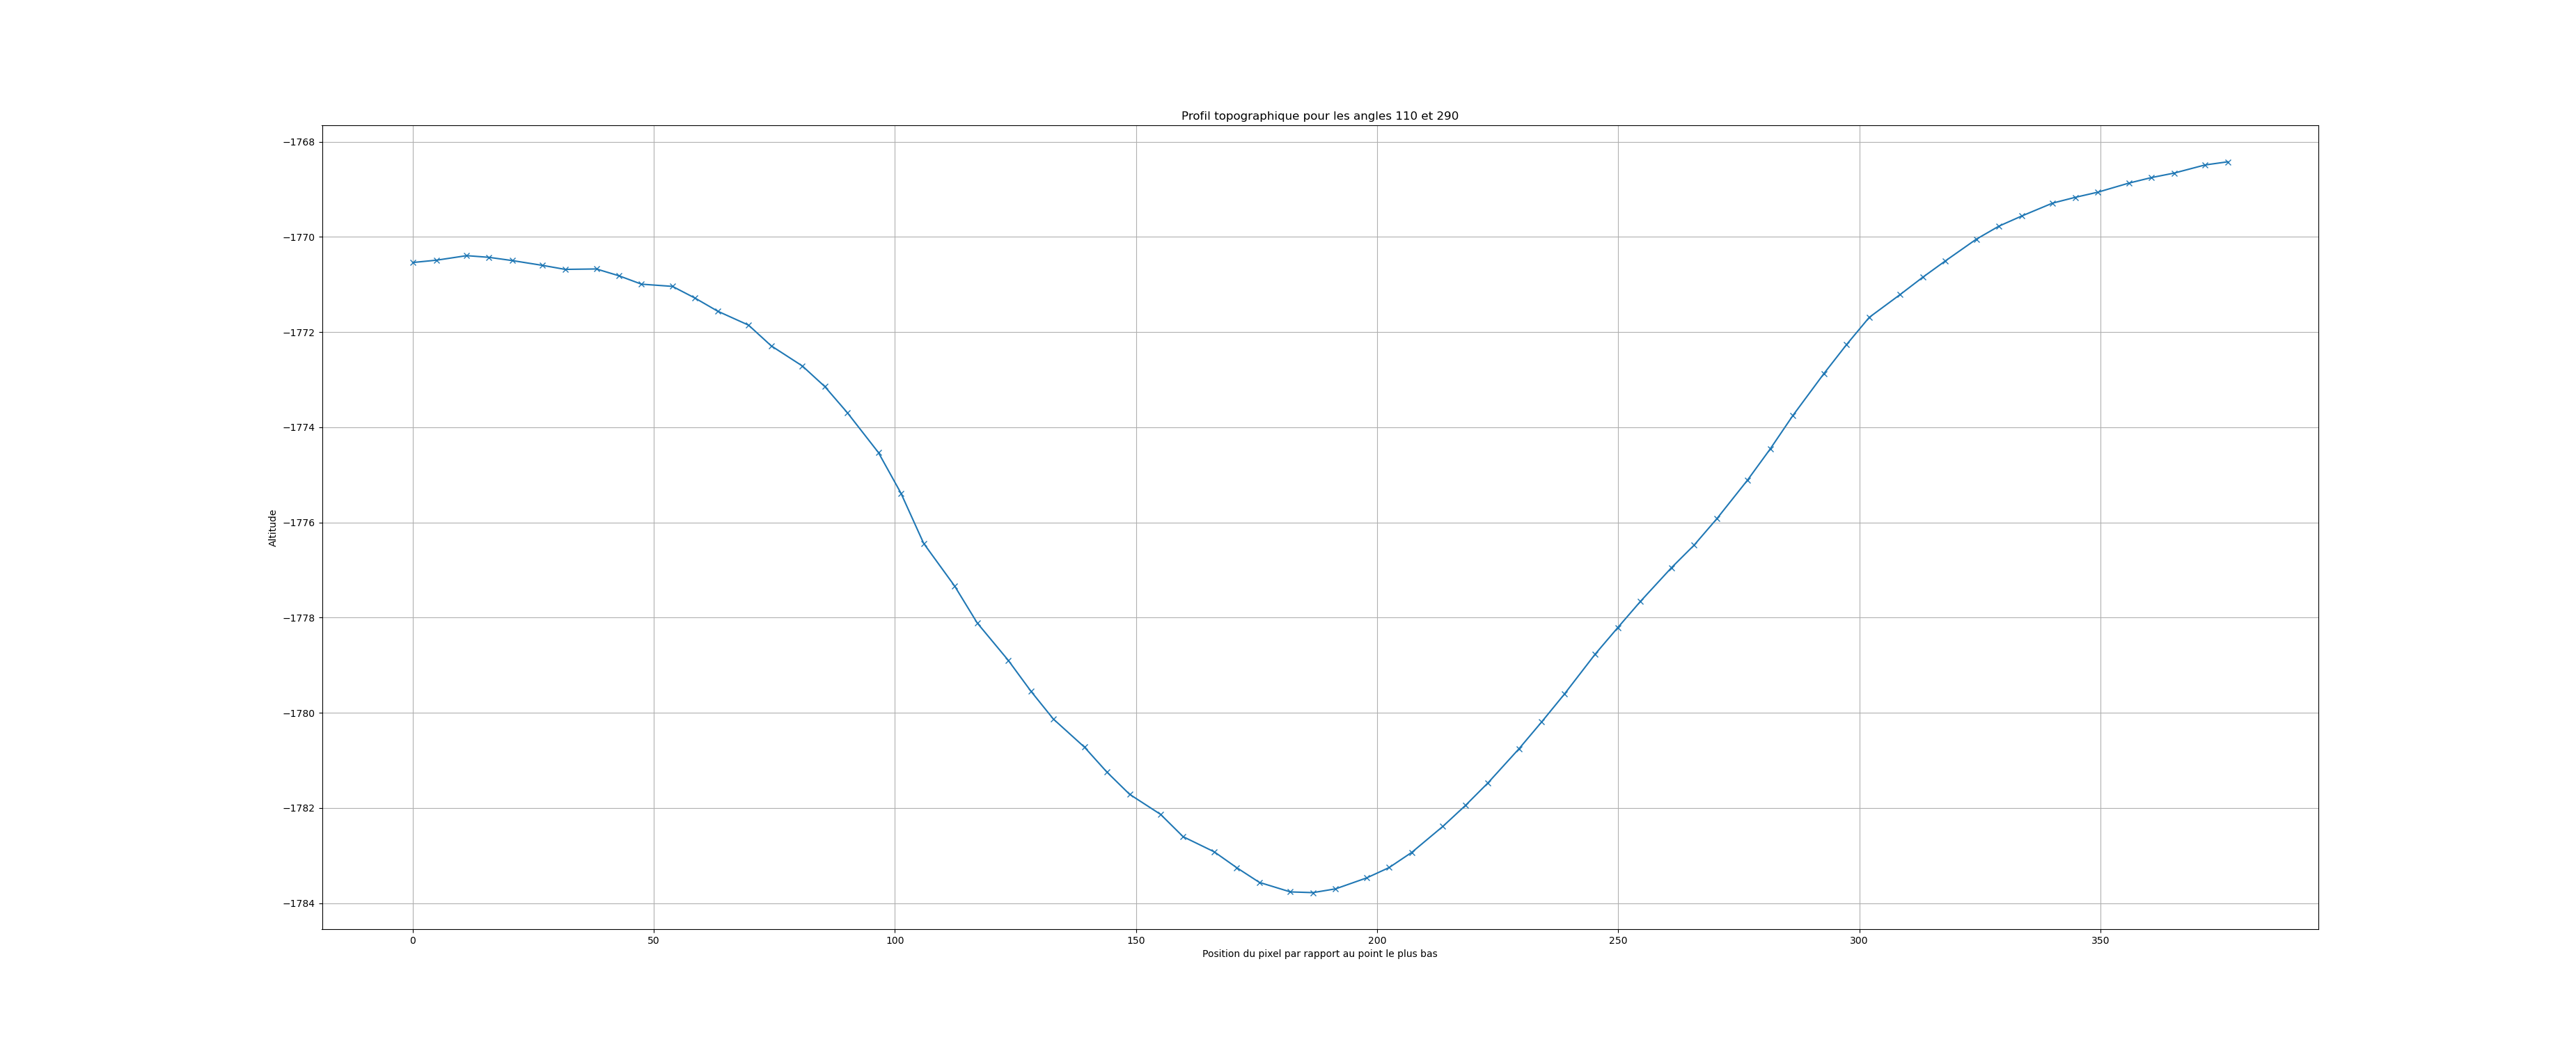 Profil topographique pour les angles 110 et 290
−1768
−1770
−1772
−1774
−1776
−1778
−1780
−1782
−1784
Altitude
0 50 100 150 200 250 300 350
Position du pixel par rapport au point le plus bas